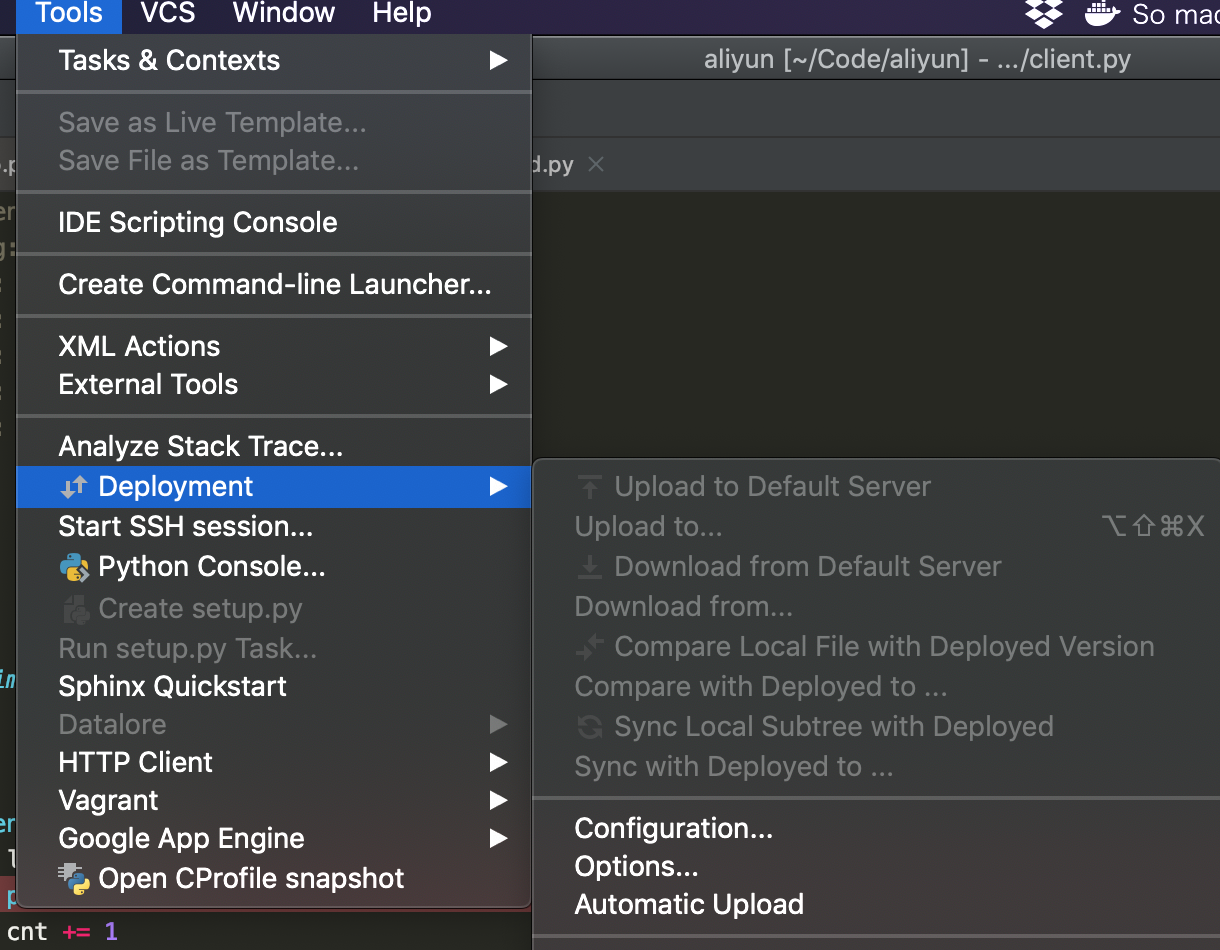 Tools VCS Window Help So mac
aliyun [~/Code/aliyun] - .../client.py
Tasks & Contexts
Save as Live Template...
Save File as Template...
d.py
IDE Scripting Console
Create Command-line Launcher...
XML Actions
External Tools
Analyze Stack Trace...
Deployment
Start SSH session...
Python Console...
Create setup.py
Run setup.py Task...
Sphinx Quickstart
Datalore
HTTP Client
Vagrant
Google App Engine
Open CProfile snapshot
Upload to Default Server
Upload to... ⌥⇧⌘X
Download from Default Server
Download from...
Compare Local File with Deployed Version
Compare with Deployed to ...
Sync Local Subtree with Deployed
Sync with Deployed to ...
Configuration...
Options...
Automatic Upload
cnt += 1